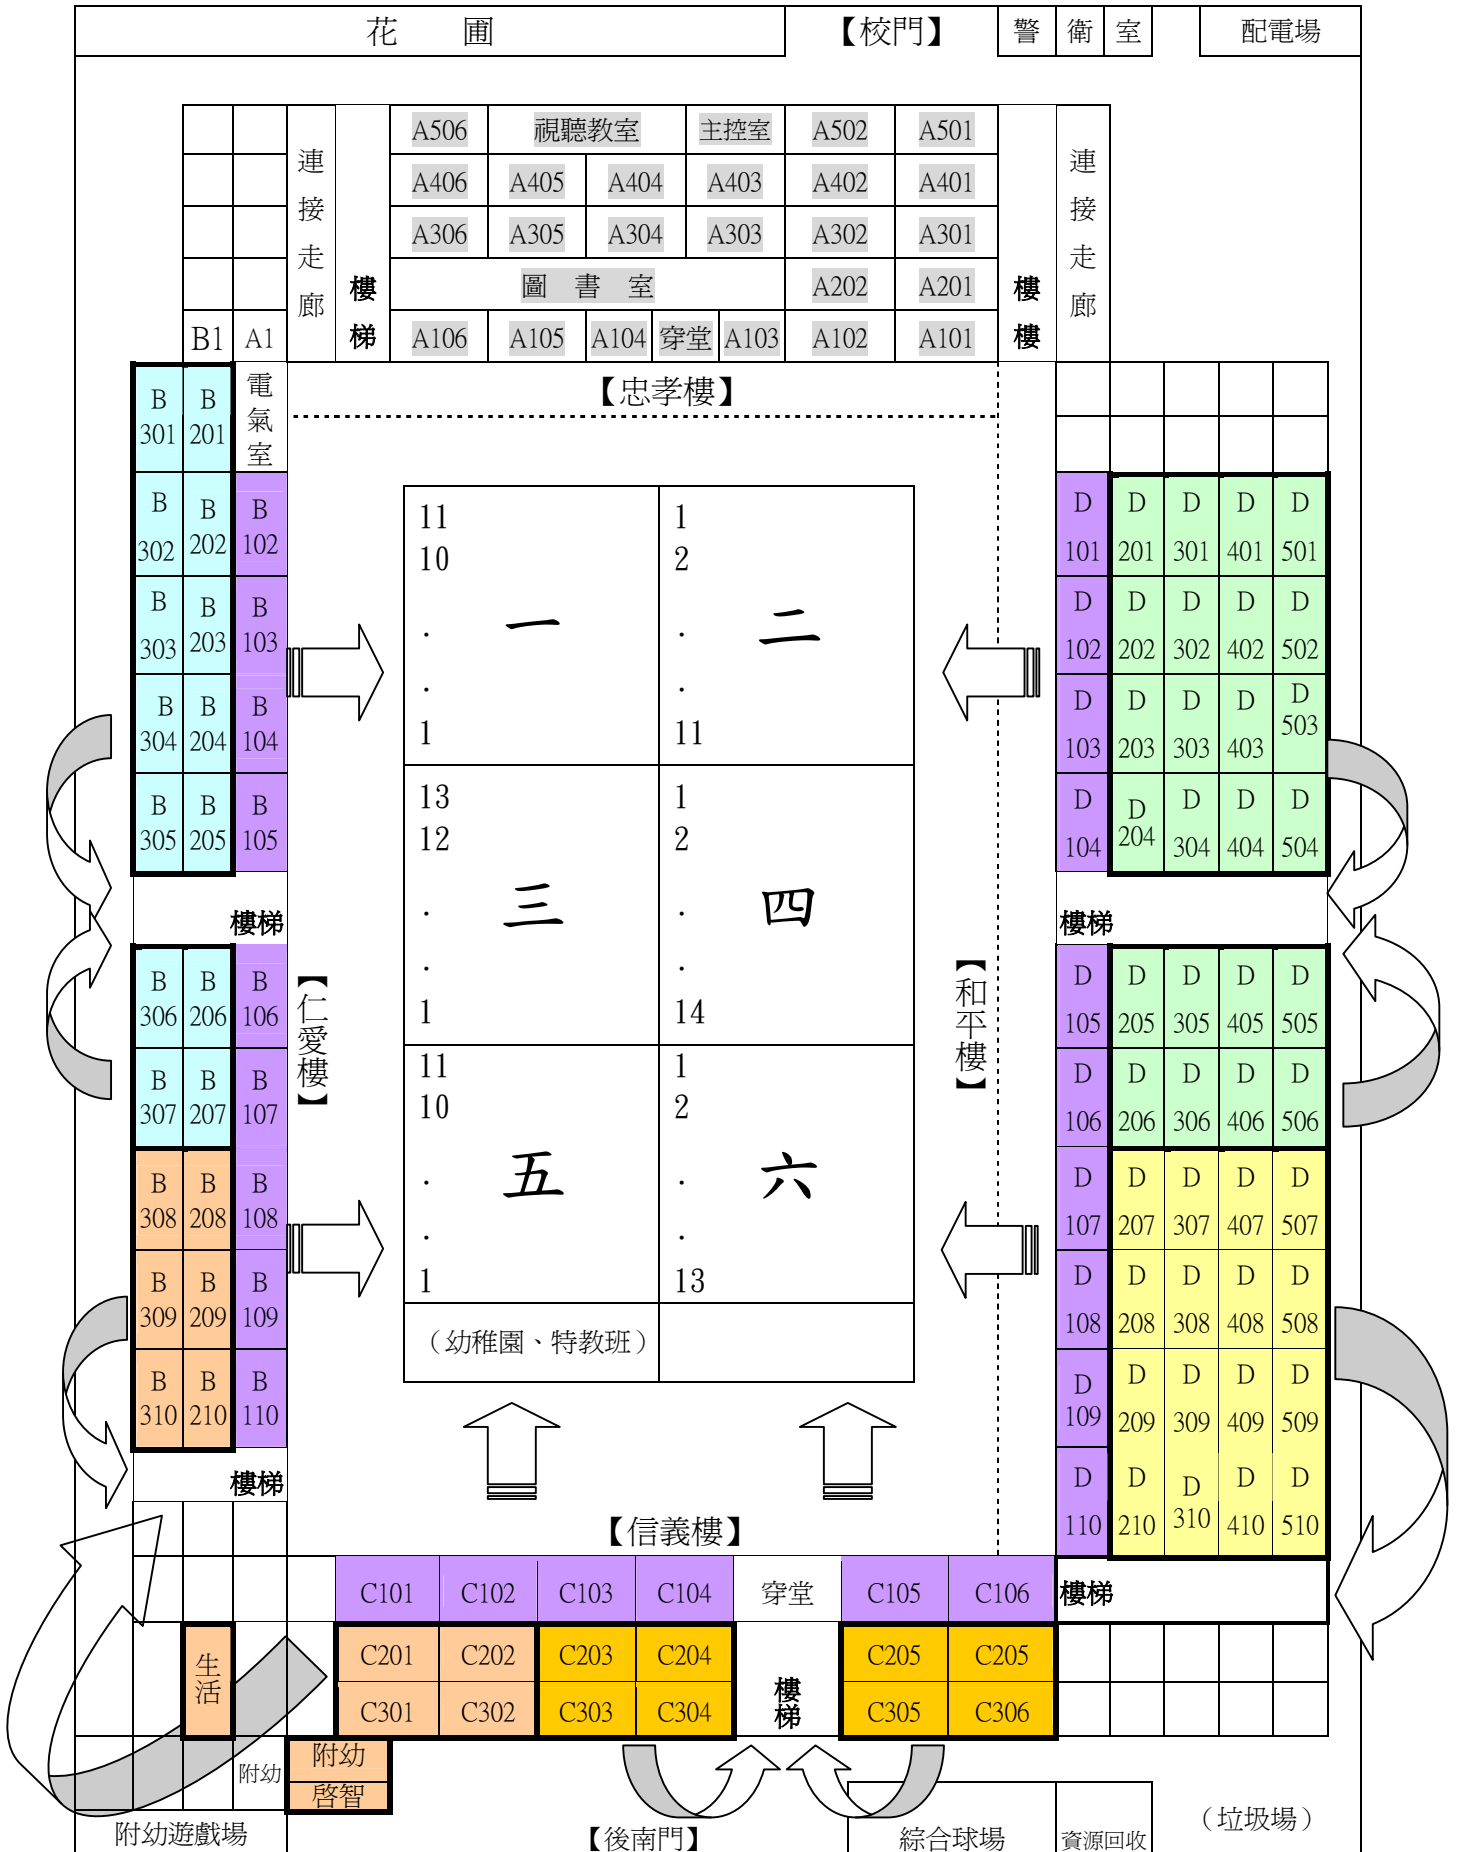 花 圃 【校門】 警 衛 室 配電場
A506 視聽教室 主控室 A502 A501
A406 A405 A404 A403 A402 A401
A306 A305 A304 A303 A302 A301
圖 書 室 A202 A201
A106 A105 A104 穿堂 A103 A102 A101
連接走廊
樓梯
樓樓
連接走廊
B1 A1
【忠孝樓】
電氣室
B301 B201
B302 B202 B102
B303 B203 B103
B304 B204 B104
B305 B205 B105
樓梯
B306 B206 B106
B307 B207 B107
B308 B208 B108
B309 B209 B109
B310 B210 B110
樓梯
【仁愛樓】
11
10
.
.
1
一
1
2
.
.
11
二
13
12
.
.
1
三
1
2
.
.
14
四
11
10
.
.
1
五
1
2
.
.
13
六
（幼稚園、特教班）
【和平樓】
D101 D201 D301 D401 D501
D102 D202 D302 D402 D502
D103 D203 D303 D403 D503
D104 D204 D304 D404 D504
樓梯
D105 D205 D305 D405 D505
D106 D206 D306 D406 D506
D107 D207 D307 D407 D507
D108 D208 D308 D408 D508
D109 D209 D309 D409 D509
D110 D210 D310 D410 D510
樓梯
【信義樓】
C101 C102 C103 C104 穿堂 C105 C106
C201 C202 C203 C204 C205 C205
C301 C302 C303 C304 C305 C306
樓梯
生活
附幼
附幼
啓智
附幼遊戲場
【後南門】
綜合球場
資源回收
（垃圾場）